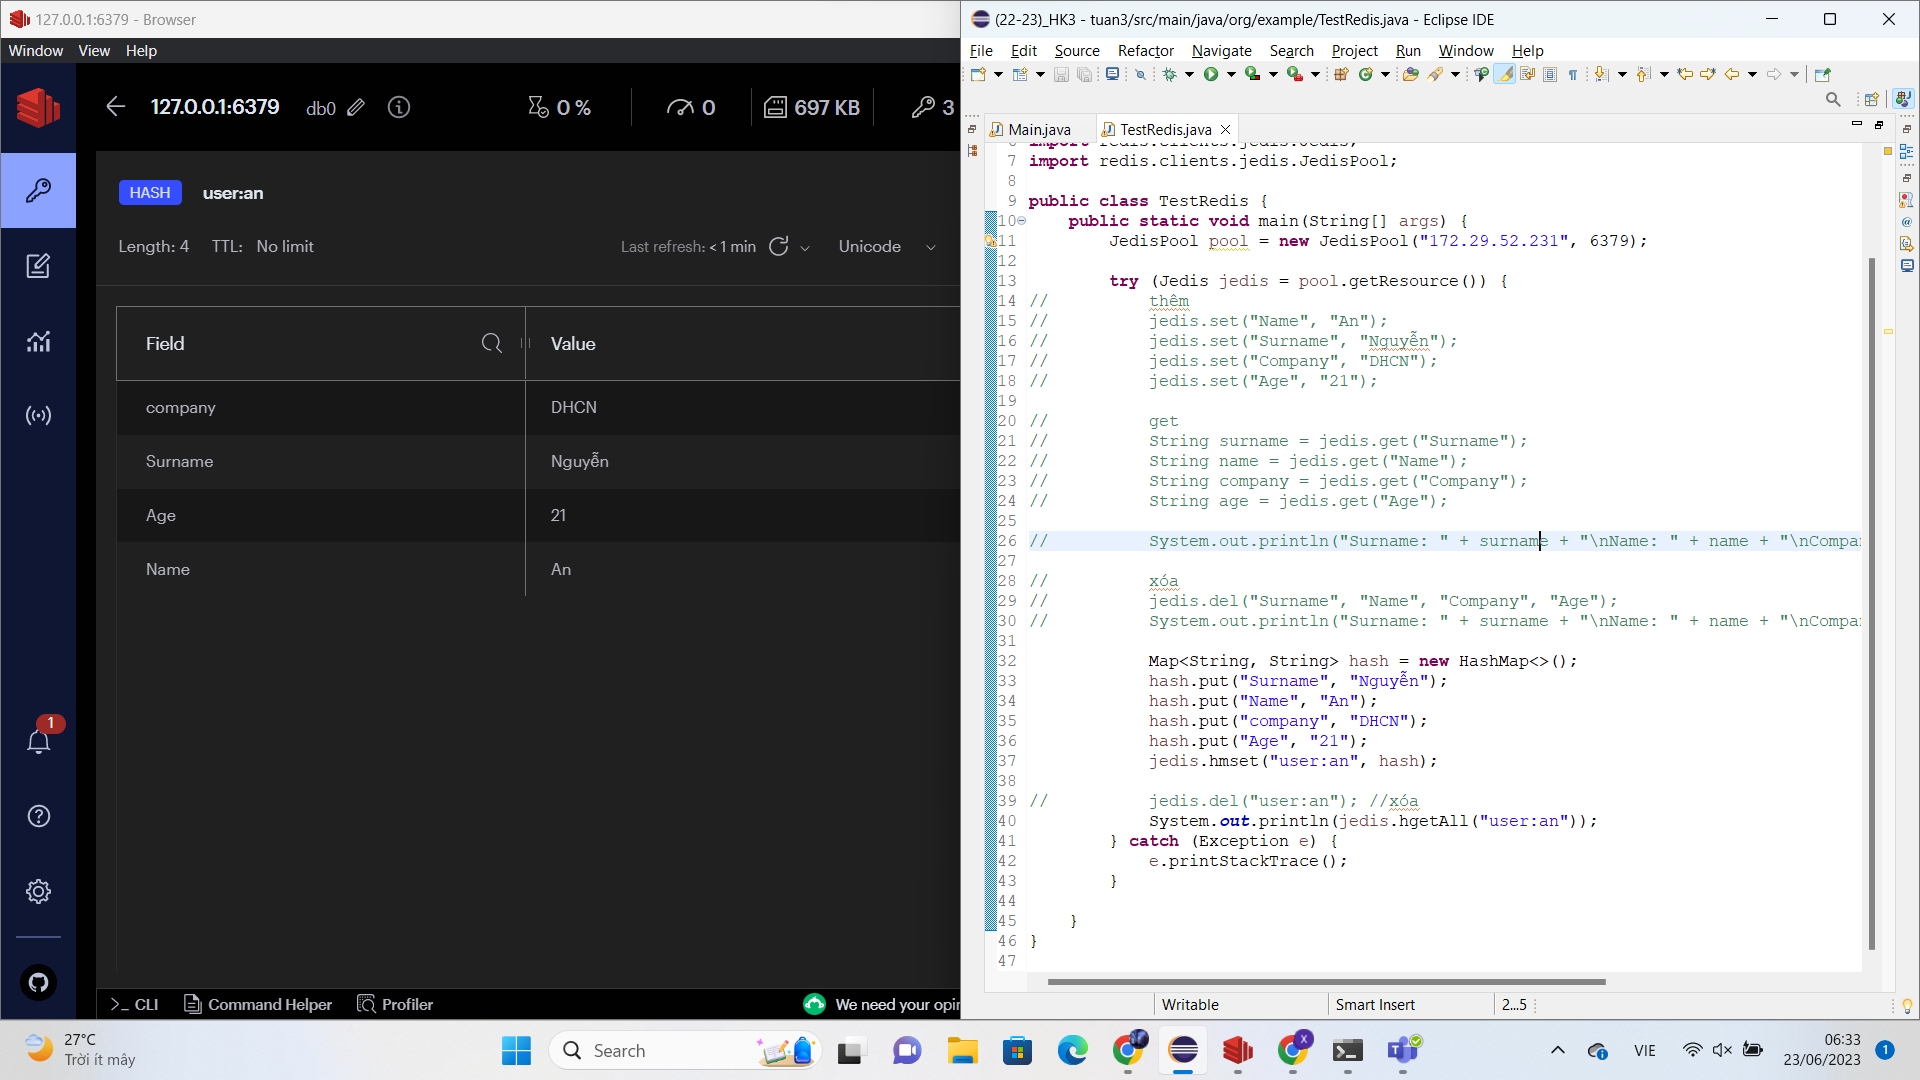 127.0.0.1:6379 - Browser
Window View Help
127.0.0.1:6379 db0 0 % 0 697 KB 3
HASH user:an
Length: 4 TTL: No limit Last refresh: < 1 min Unicode
Field Value
company DHCN
Surname Nguyễn
Age 21
Name An
1
>_ CLI Command Helper Profiler We need your opin
(22-23)_HK3 - tuan3/src/main/java/org/example/TestRedis.java - Eclipse IDE
File Edit Source Refactor Navigate Search Project Run Window Help
Main.java TestRedis.java
6 import redis.clients.jedis.Jedis;
7 import redis.clients.jedis.JedisPool;
8
9 public class TestRedis {
10 public static void main(String[] args) {
11 JedisPool pool = new JedisPool("172.29.52.231", 6379);
12
13 try (Jedis jedis = pool.getResource()) {
14 // thêm
15 // jedis.set("Name", "An");
16 // jedis.set("Surname", "Nguyễn");
17 // jedis.set("Company", "DHCN");
18 // jedis.set("Age", "21");
19
20 // get
21 // String surname = jedis.get("Surname");
22 // String name = jedis.get("Name");
23 // String company = jedis.get("Company");
24 // String age = jedis.get("Age");
25
26 // System.out.println("Surname: " + surname + "\nName: " + name + "\nCompa
27
28 // xóa
29 // jedis.del("Surname", "Name", "Company", "Age");
30 // System.out.println("Surname: " + surname + "\nName: " + name + "\nCompa
31
32 Map<String, String> hash = new HashMap<>();
33 hash.put("Surname", "Nguyễn");
34 hash.put("Name", "An");
35 hash.put("company", "DHCN");
36 hash.put("Age", "21");
37 jedis.hmset("user:an", hash);
38
39 // jedis.del("user:an"); //xóa
40 System.out.println(jedis.hgetAll("user:an"));
41 } catch (Exception e) {
42 e.printStackTrace();
43 }
44
45 }
46 }
47
Writable Smart Insert 2...5
27°C
Trời ít mây
Search
VIE
06:33
23/06/2023
1